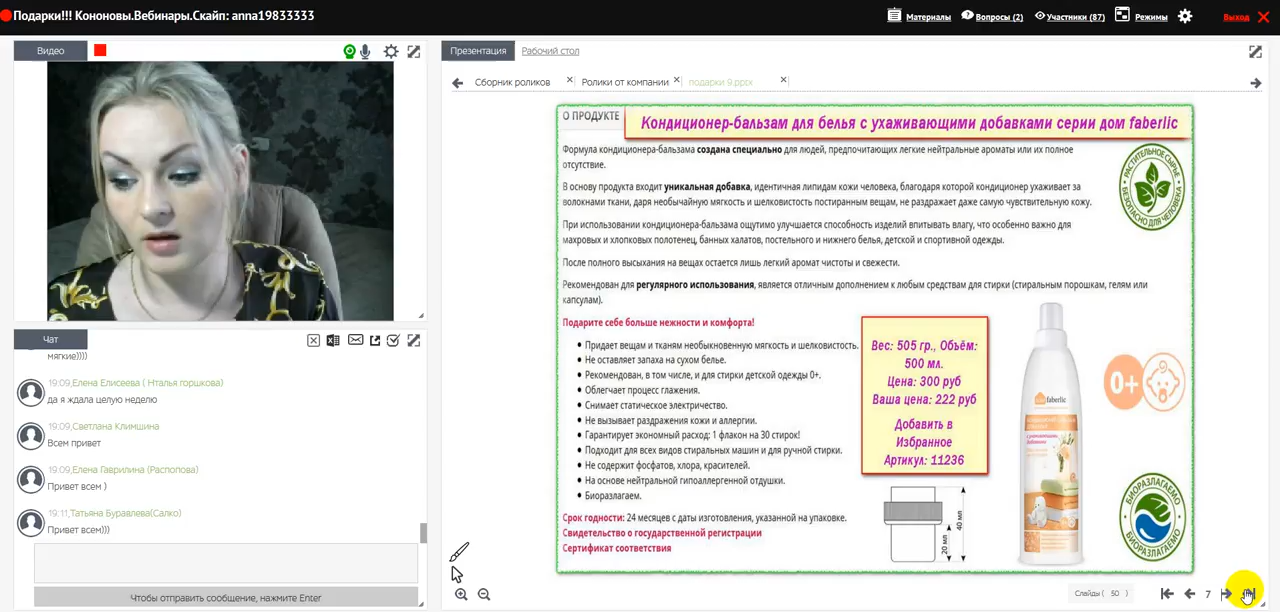 Подарки!!! Кононовы.Вебинары.Скайп: anna19833333
Материалы
Вопросы (2)
Участники (87)
Режимы
Выход
Видео
Презентация
Рабочий стол
Сборник роликов
Ролики от компании
подарки 9.pptx
О ПРОДУКТЕ
Кондиционер-бальзам для белья с ухаживающими добавками серии дом faberlic
Формула кондиционера-бальзама создана специально для людей, предпочитающих легкие нейтральные ароматы или их полное
отсутствие.
В основу продукта входит уникальная добавка, идентичная липидам кожи человека, благодаря которой кондиционер ухаживает за
волокнами ткани, даря необычайную мягкость и шелковистость постиранным вещам, не раздражает даже самую чувствительную кожу.
При использовании кондиционера-бальзама ощутимо улучшается способность изделий впитывать влагу, что особенно важно для
махровых и хлопковых полотенец, банных халатов, постельного и нижнего белья, детской и спортивной одежды.
После полного высыхания на вещах остается лишь легкий аромат чистоты и свежести.
Рекомендован для регулярного использования, является отличным дополнением к любым средствам для стирки (стиральным порошкам, гелям или
капсулам).
Подарите себе больше нежности и комфорта!
Придает вещам и тканям необыкновенную мягкость и шелковистость.
Не оставляет запаха на сухом белье.
Рекомендован, в том числе, и для стирки детской одежды 0+.
Облегчает процесс глажения.
Снимает статическое электричество.
Не вызывает раздражения кожи и аллергии.
Гарантирует экономный расход: 1 флакон на 30 стирок!
Подходит для всех видов стиральных машин и для ручной стирки.
Не содержит фосфатов, хлора, красителей.
На основе нейтральной гипоаллергенной отдушки.
Биоразлагаем.
Срок годности: 24 месяцев с даты изготовления, указанной на упаковке.
Свидетельство о государственной регистрации
Сертификат соответствия
Вес: 505 гр., Объём:
500 мл.
Цена: 300 руб
Ваша цена: 222 руб
Добавить в
Избранное
Артикул: 11236
20 мл
40 мл
faberlic
0+
РАСТИТЕЛЬНОЕ СЫРЬЕ
БЕЗОПАСНО ДЛЯ ЧЕЛОВЕКА
БИОРАЗЛАГАЕМО
БИОРАЗЛАГАЕМО
Чат
мягкие))))
19:09, Елена Елисеева ( Нталья горшкова)
да я ждала целую неделю
19:09, Светлана Климшина
Всем привет
19:09, Елена Гаврилина (Распопова)
Привет всем )
19:11, Татьяна Буравлева(Салко)
Привет всем)))
Чтобы отправить сообщение, нажмите Enter
Слайды ( 50 )
7